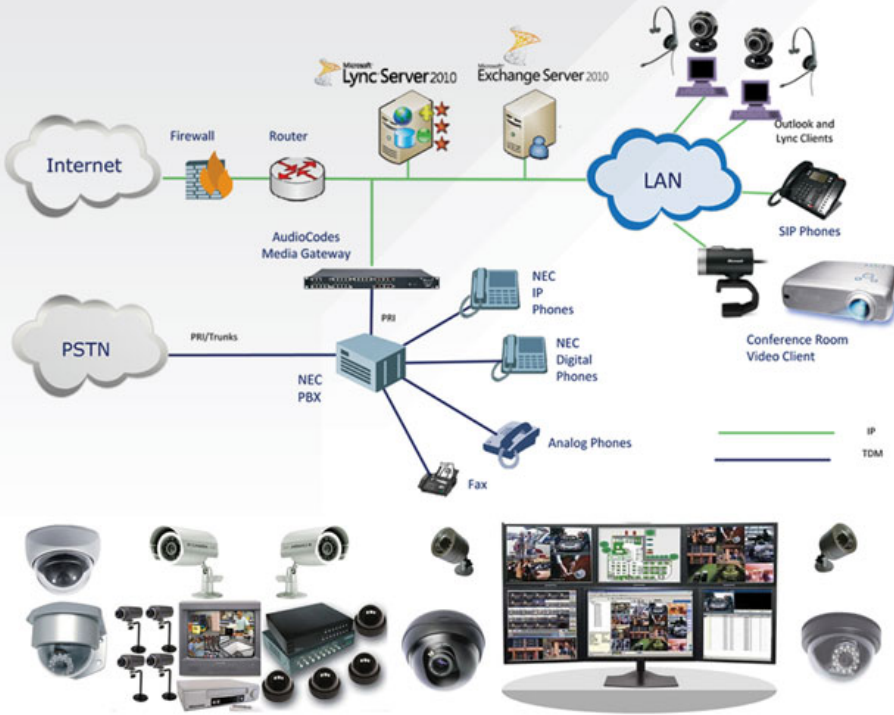 Microsoft
Lync Server 2010
Microsoft
Exchange Server 2010
Outlook and
Lync Clients
Firewall
Router
Internet
LAN
SIP Phones
AudioCodes
Media Gateway
NEC
IP
Phones
PRI
PSTN
PRI/Trunks
NEC
PBX
NEC
Digital
Phones
Conference Room
Video Client
Analog Phones
Fax
IP
TDM